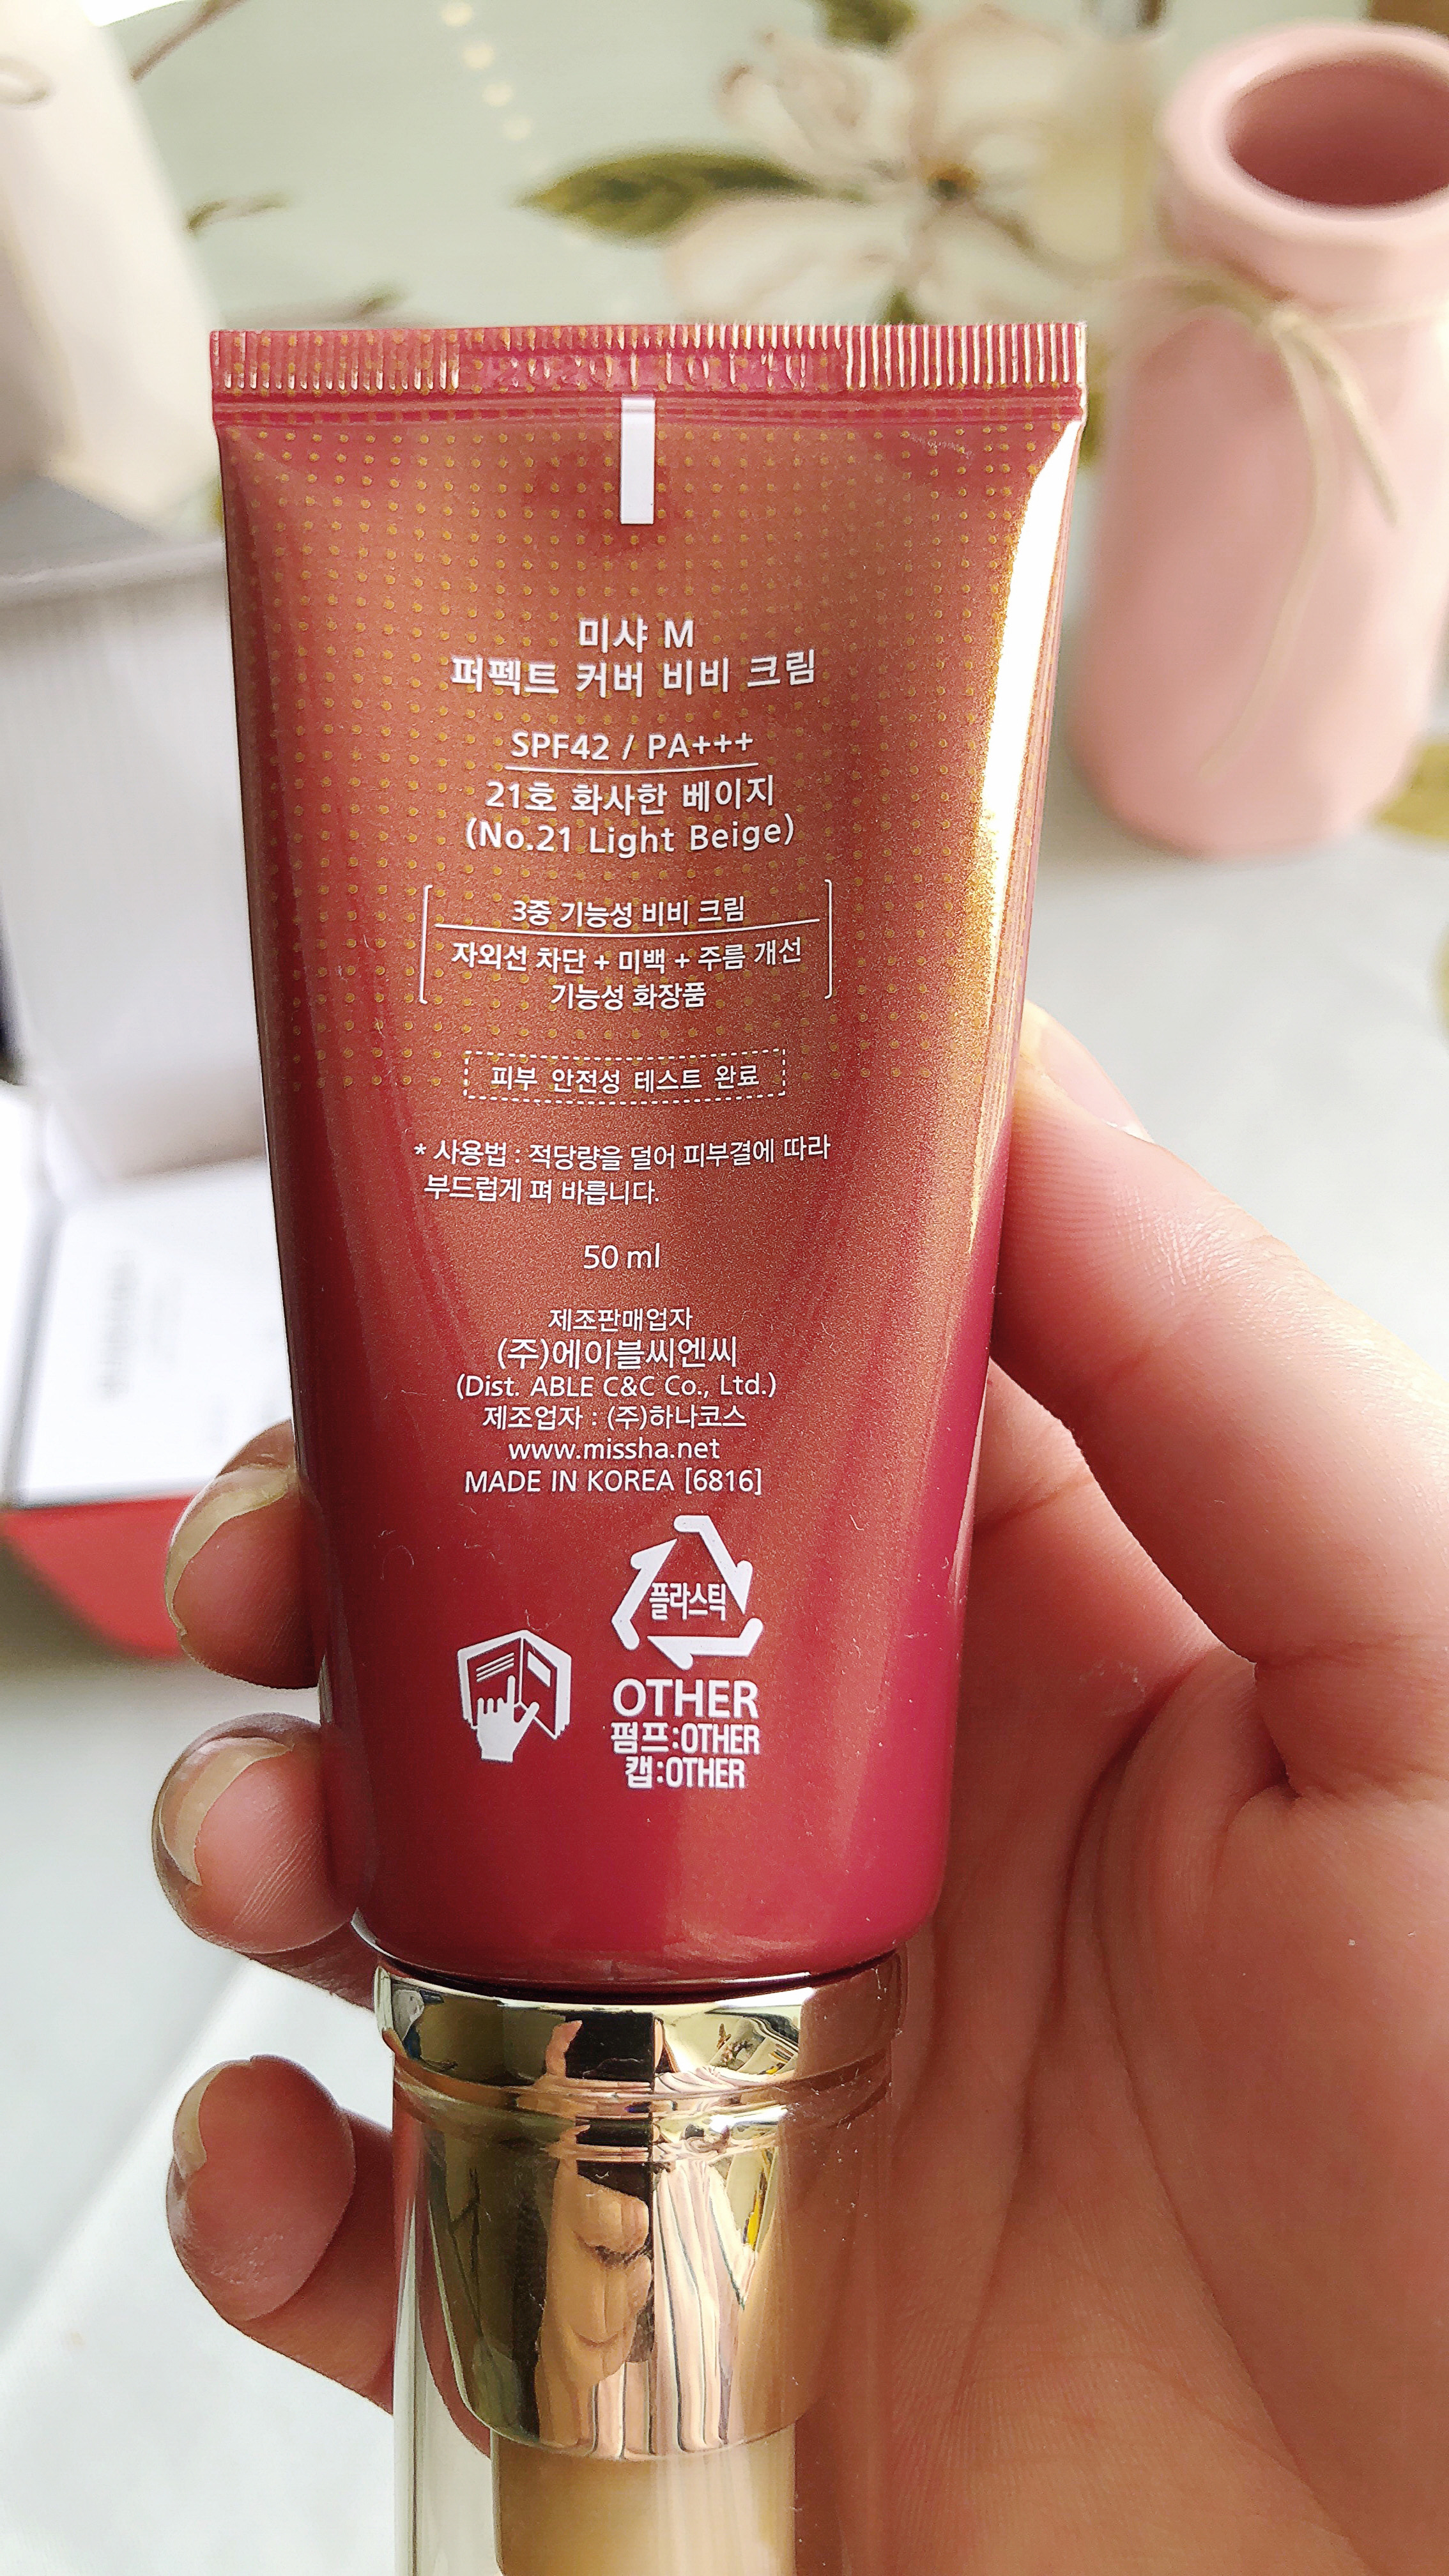 미샤 M
퍼펙트 커버 비비 크림
SPF42 / PA+++
21호 화사한 베이지
(No.21 Light Beige)
3중 기능성 비비 크림
자외선 차단 + 미백 + 주름 개선
기능성 화장품
피부 안전성 테스트 완료
* 사용법 : 적당량을 덜어 피부결에 따라
부드럽게 펴 바릅니다.
50 ml
제조판매업자
(주)에이블씨엔씨
(Dist. ABLE C&C Co., Ltd.)
제조업자 : (주)하나코스
www.missha.net
MADE IN KOREA [6816]
플라스틱
OTHER
펌프:OTHER
캡:OTHER